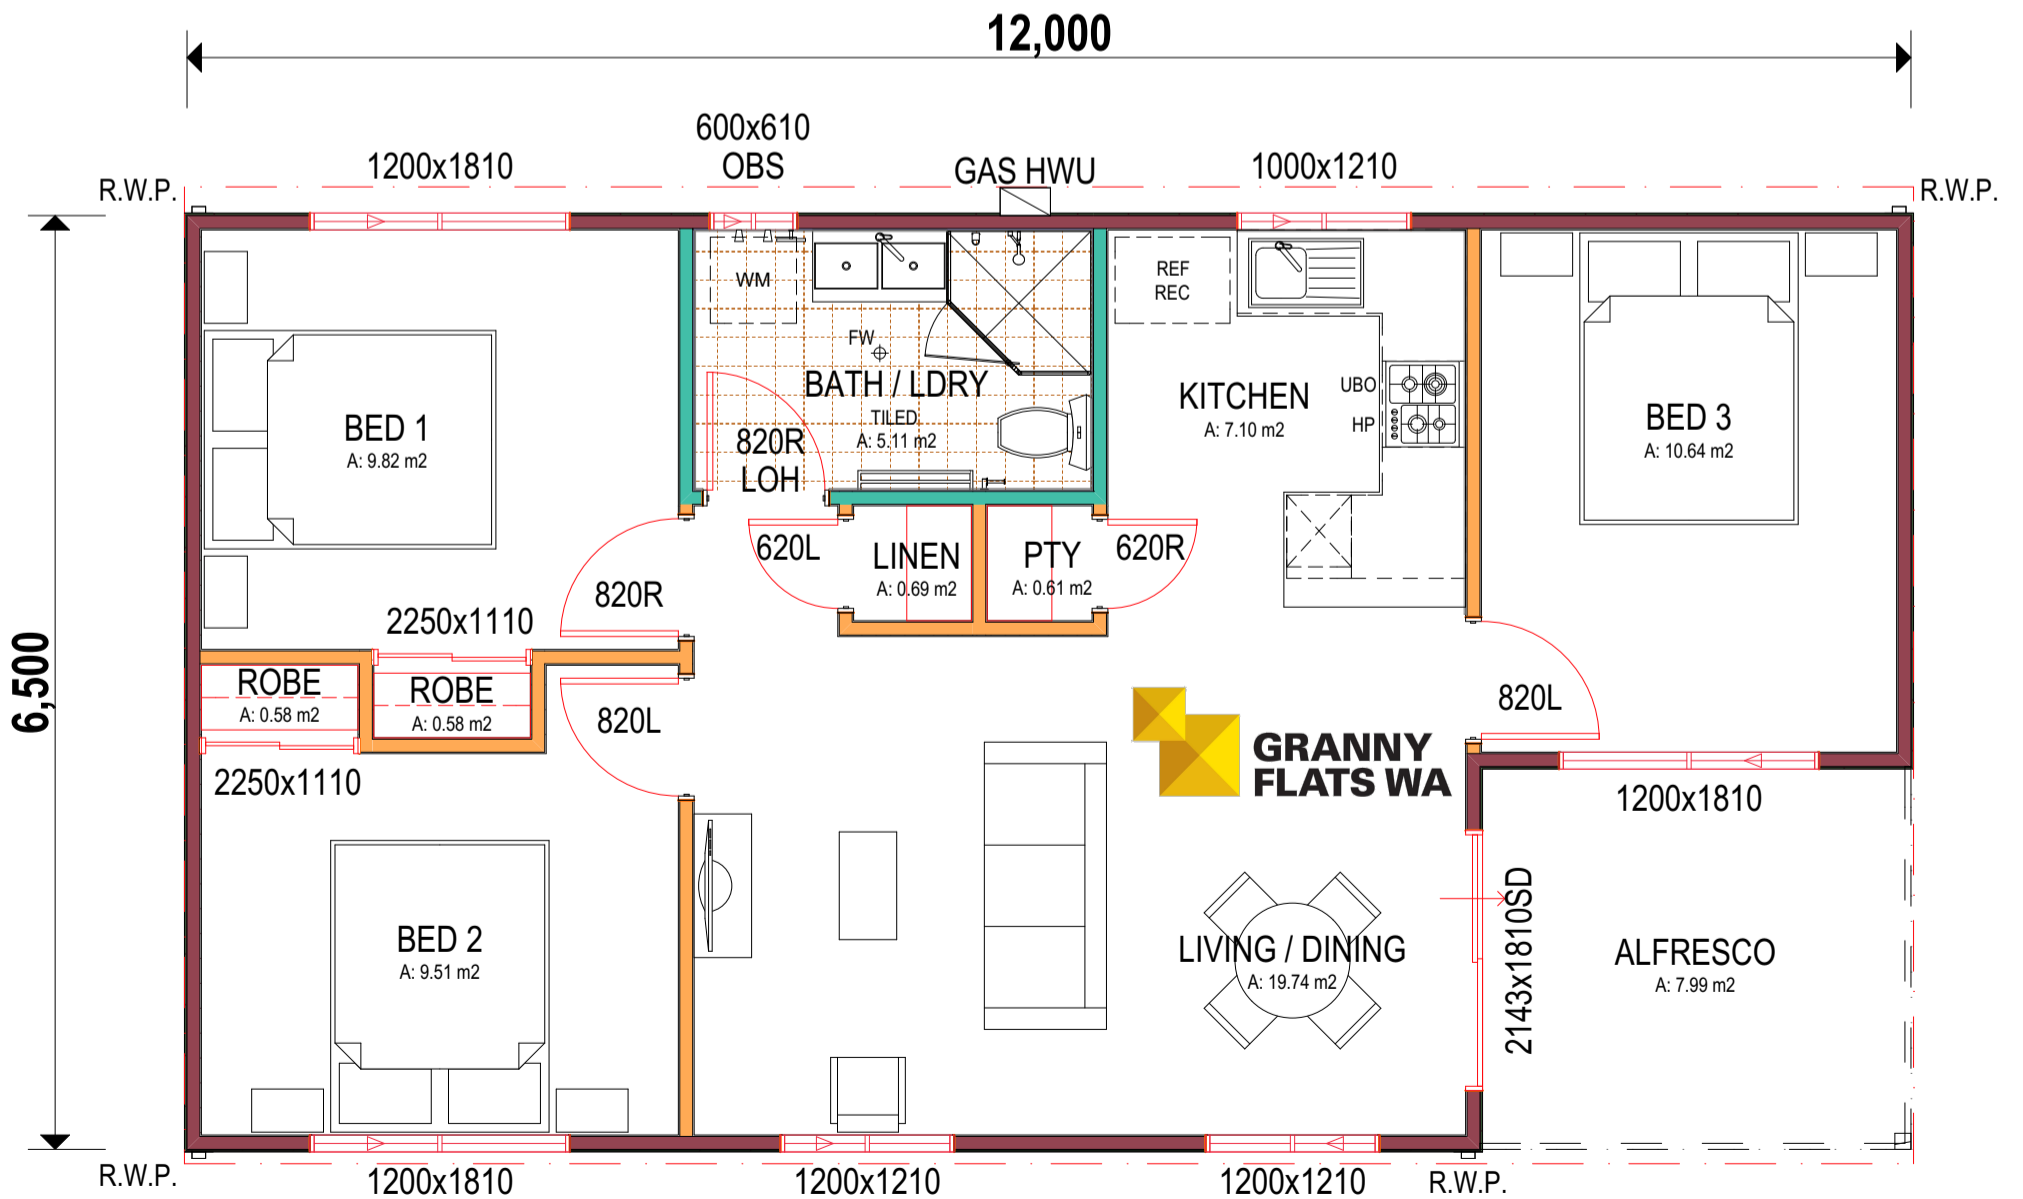 12,000
600x610
OBS
1200x1810
GAS HWU
1000x1210
R.W.P.
R.W.P.
WM
REF
REC
FW
BATH / LDRY
TILED
A: 5.11 m2
KITCHEN
A: 7.10 m2
UBO
HP
BED 1
A: 9.82 m2
BED 3
A: 10.64 m2
820R
LOH
620L
LINEN
A: 0.69 m2
PTY
A: 0.61 m2
620R
820R
2250x1110
6,500
ROBE
A: 0.58 m2
ROBE
A: 0.58 m2
820L
820L
2250x1110
GRANNY
FLATS WA
1200x1810
2143x1810SD
BED 2
A: 9.51 m2
LIVING / DINING
A: 19.74 m2
ALFRESCO
A: 7.99 m2
R.W.P.
1200x1810
1200x1210
1200x1210
R.W.P.